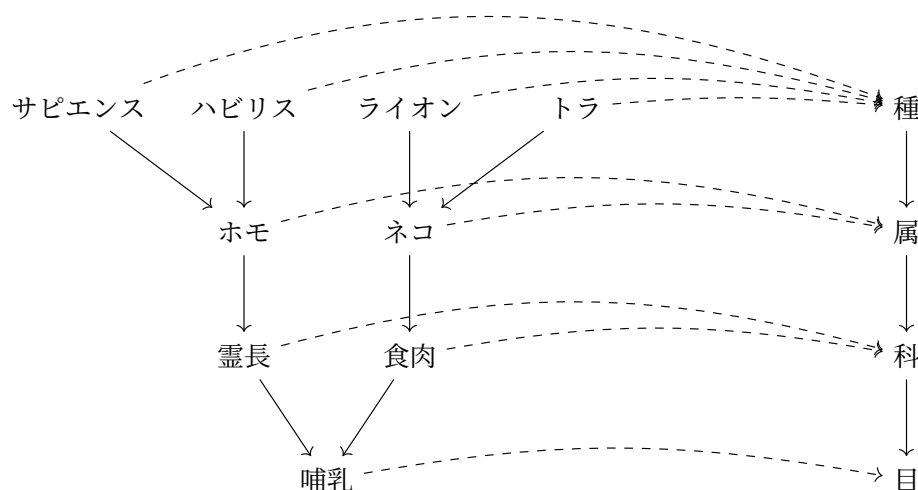 サピエンス ハビリス ライオン トラ 種
ホモ ネコ 属
霊長 食肉 科
哺乳 目